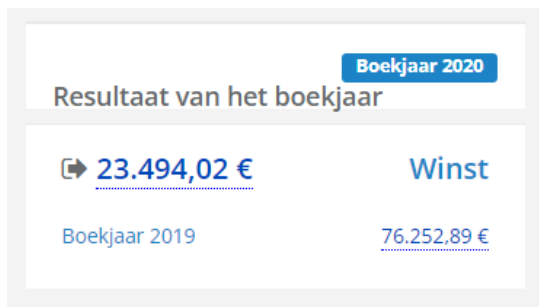 Boekjaar 2020
Resultaat van het boekjaar
23.494,02 € Winst
Boekjaar 2019 76.252,89 €